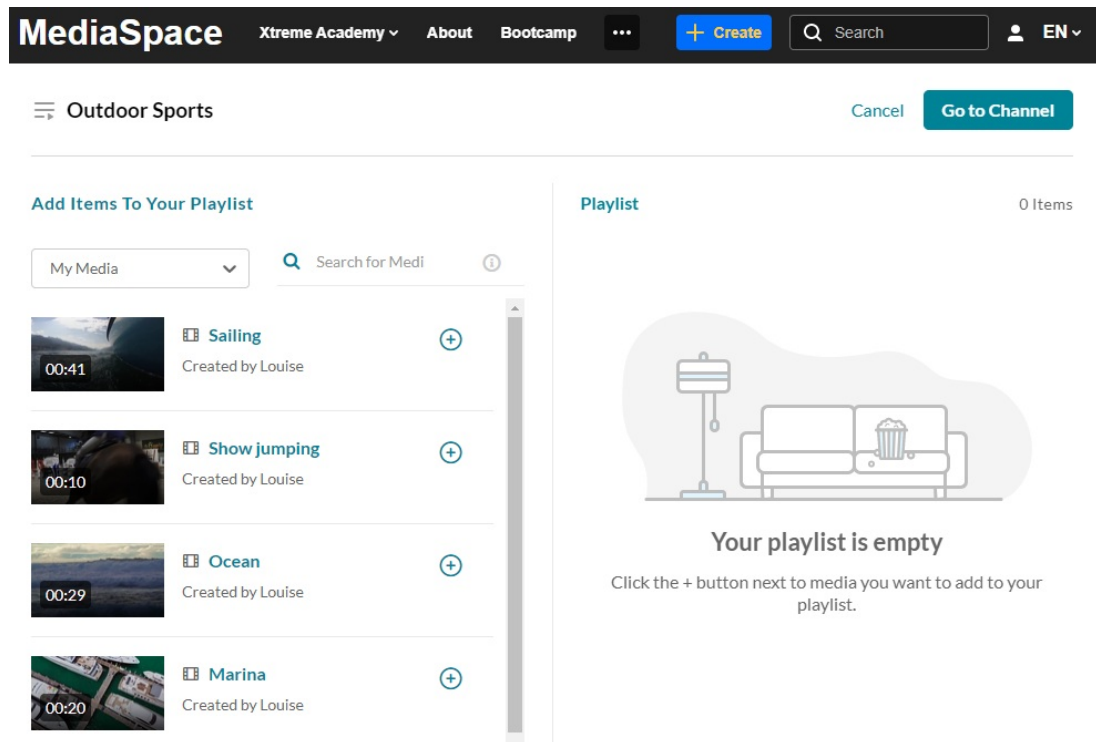 MediaSpace Xtreme Academy About Bootcamp ••• + Create Search EN
Outdoor Sports Cancel Go to Channel
Add Items To Your Playlist
My Media Search for Medi
00:41 Sailing
Created by Louise
00:10 Show jumping
Created by Louise
00:29 Ocean
Created by Louise
00:20 Marina
Created by Louise
Playlist 0 Items
Your playlist is empty
Click the + button next to media you want to add to your
playlist.